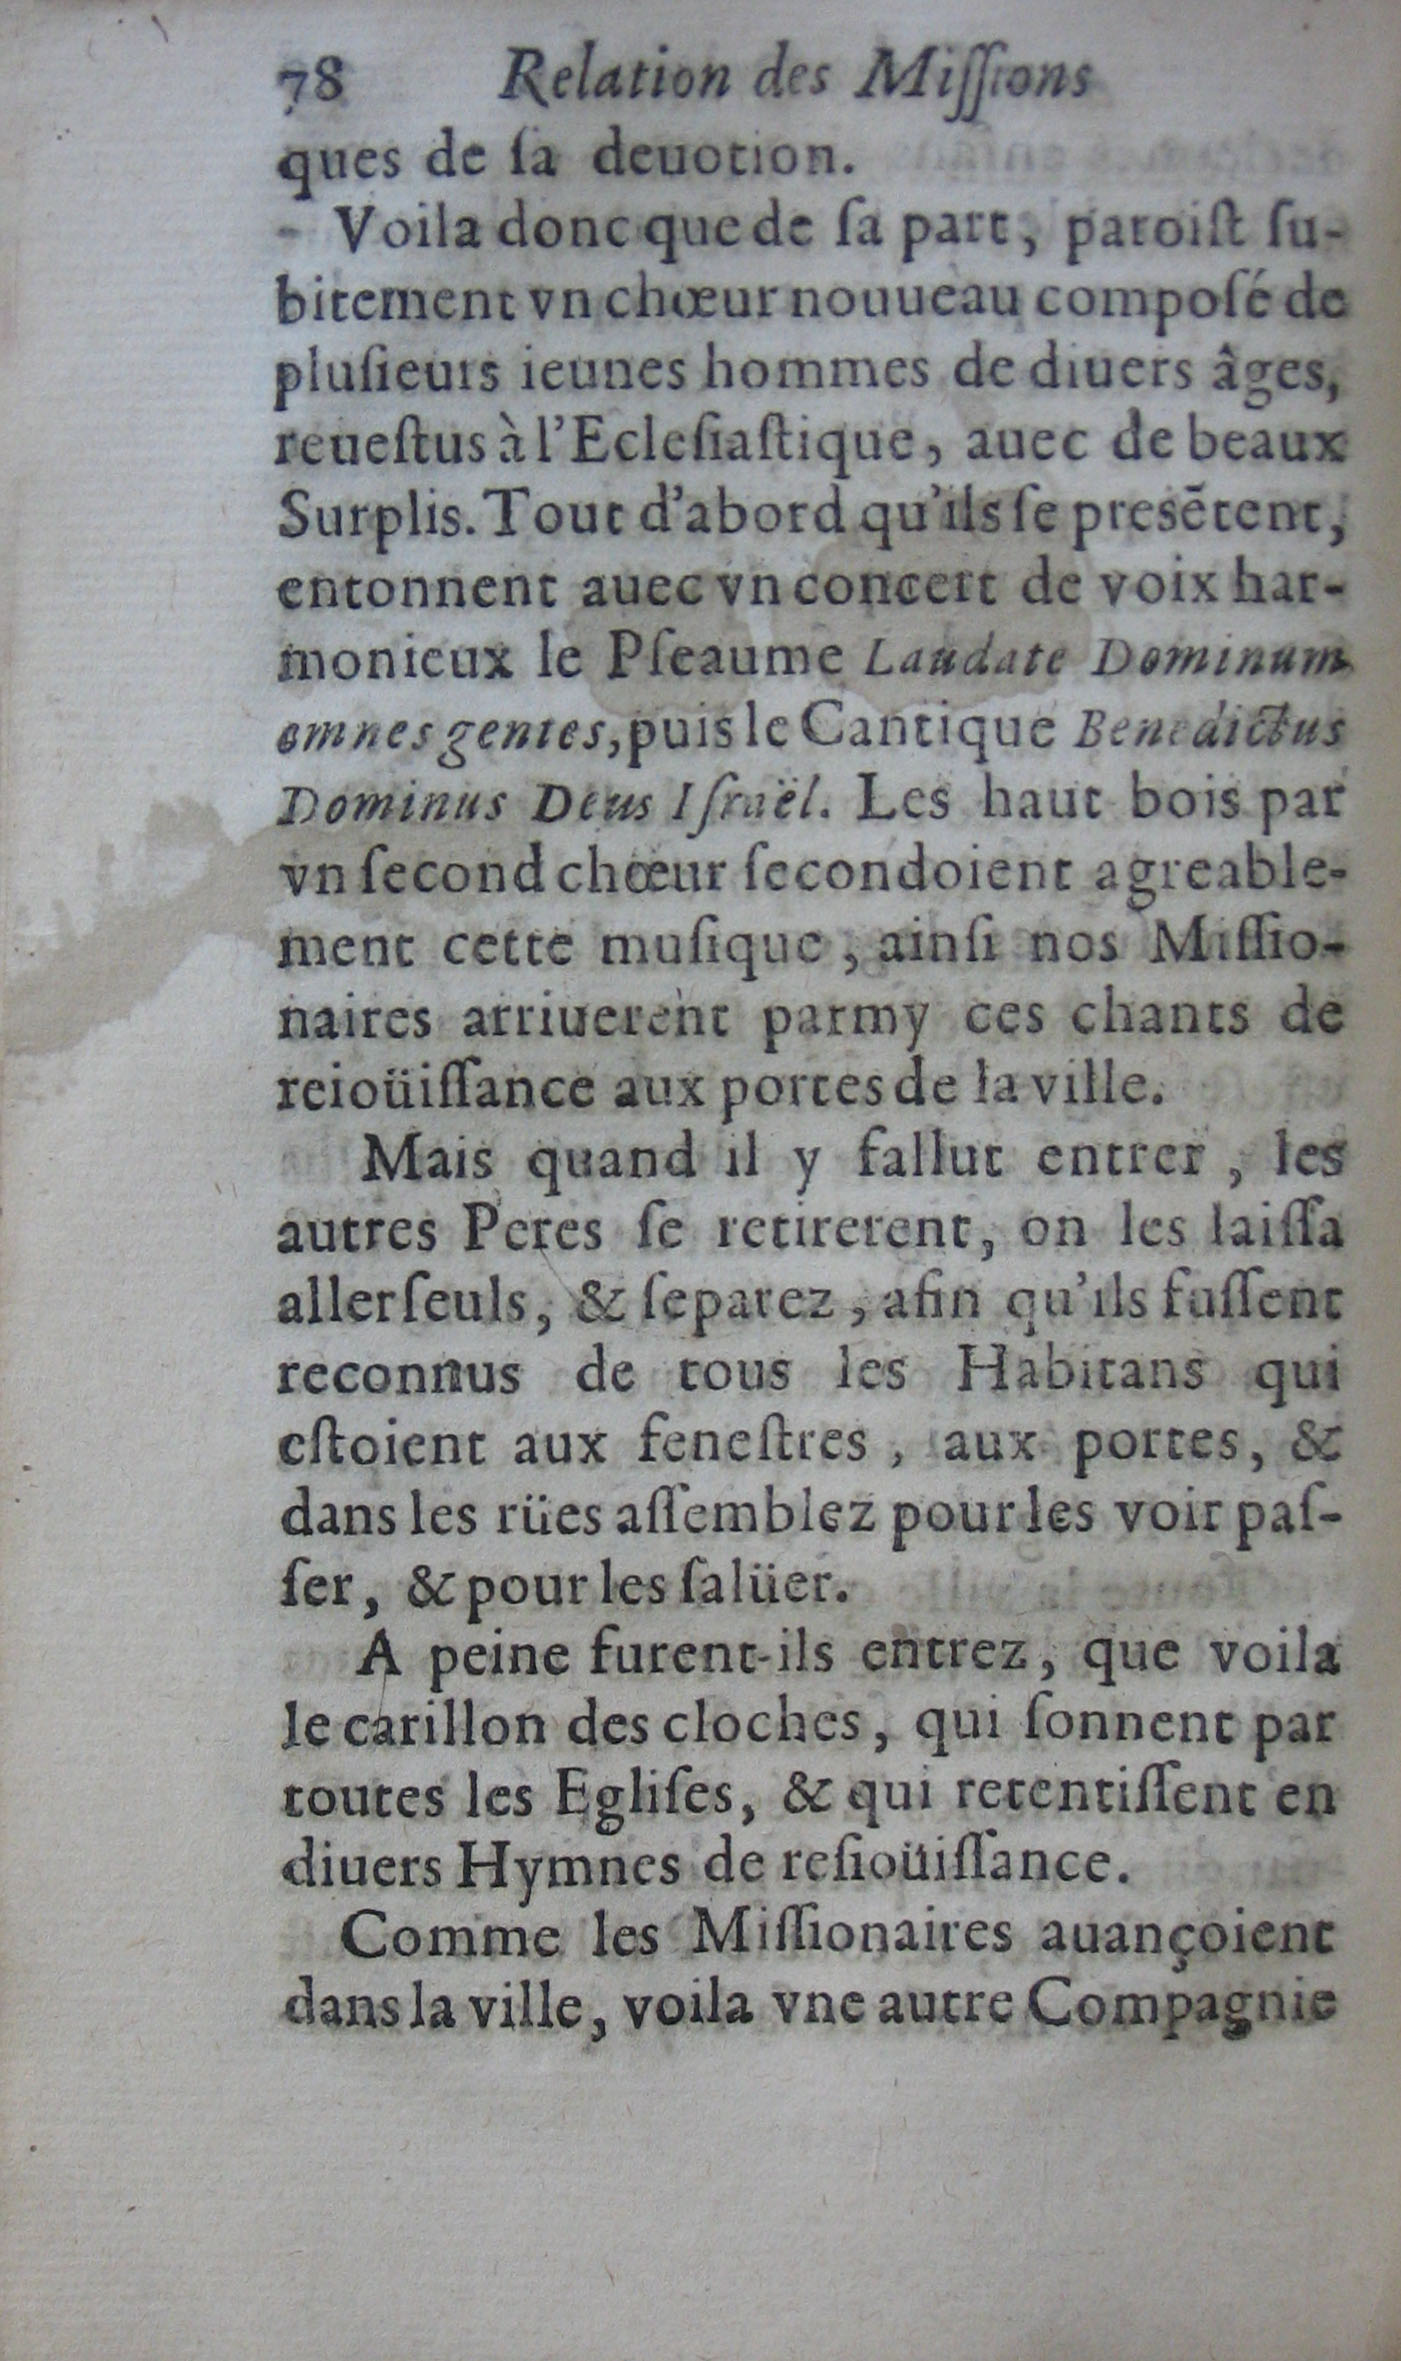 78 Relation des Miſſions
ques de ſa deuotion.
Voila donc que de ſa part, paroiſt ſu-
bitement vn chœur nouueau compoſé de
pluſieurs ieunes hommes de diuers âges,
reueſtus à l'Ecleſiaſtique, auec de beaux
Surplis. Tout d'abord qu'ils ſe presētent,
entonnent auec vn concert de voix har-
monieux le Pſeaume Laudate Dominum
omnes gentes, puis le Cantique Benedictus
Dominus Deus Iſraël. Les haut bois par
vn ſecond chœur ſecondoient agreable-
ment cette muſique, ainſi nos Miſſio-
naires arriuerent parmy ces chants de
reioüiſſance aux portes de la ville.
Mais quand il y fallut entrer, les
autres Peres ſe retirerent, on les laiſſa
aller ſeuls, & ſeparez, afin qu'ils fuſſent
reconnus de tous les Habitans qui
eſtoient aux feneſtres, aux portes, &
dans les rües aſſemblez pour les voir paſ-
ſer, & pour les ſalüer.
A peine furent-ils entrez, que voila
le carillon des cloches, qui ſonnent par
toutes les Egliſes, & qui retentiſſent en
diuers Hymnes de reſioüiſſance.
Comme les Miſſionaires auançoient
dans la ville, voila vne autre Compagnie